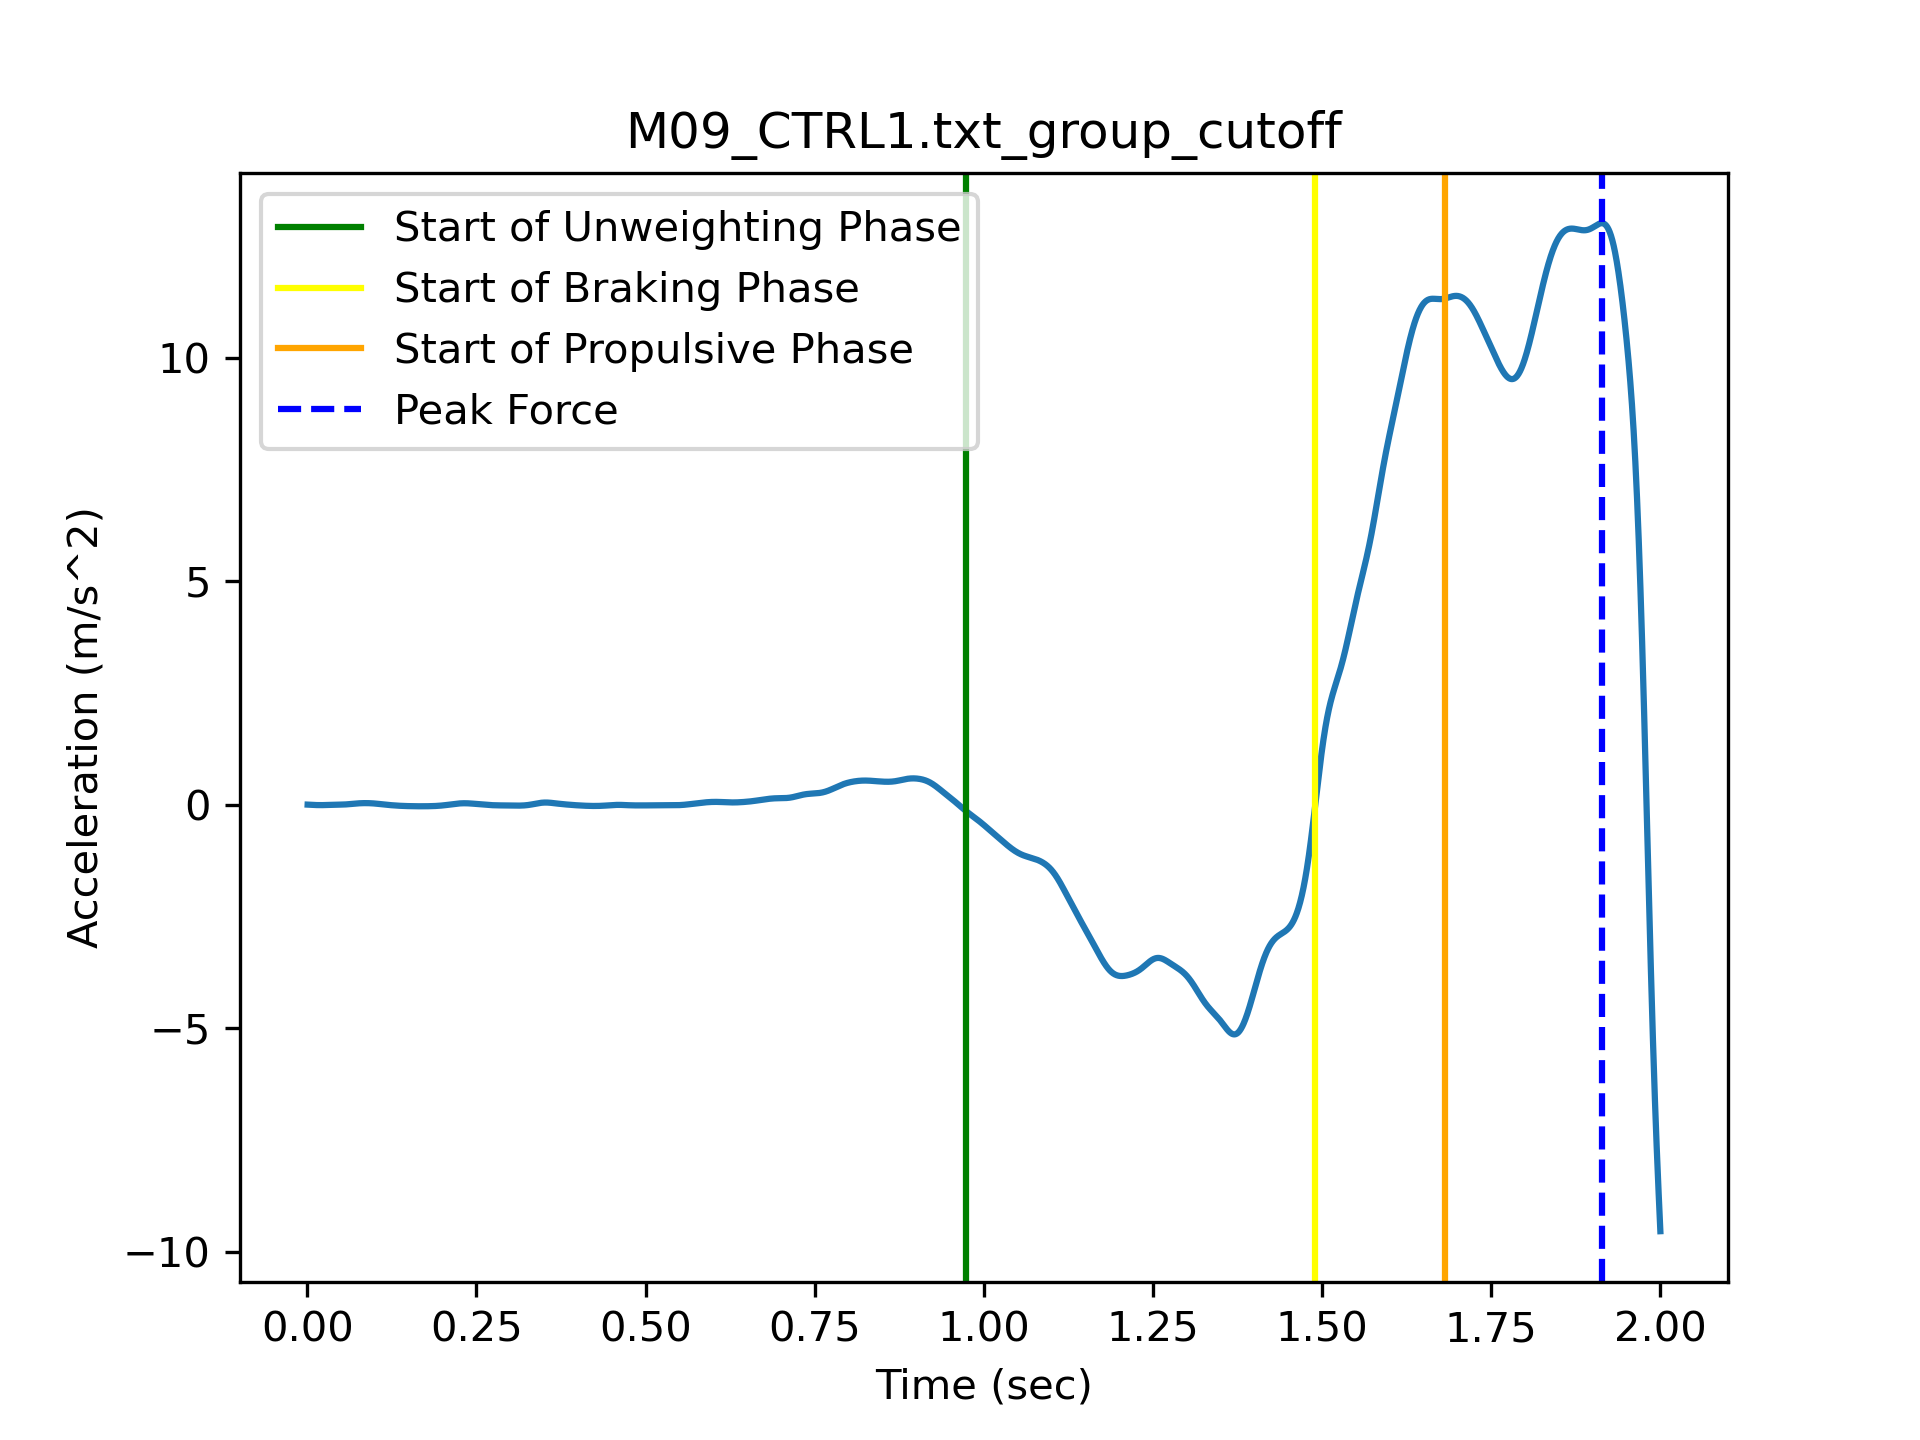 M09_CTRL1.txt_group_cutoff
Start of Unweighting Phase
Start of Braking Phase
Start of Propulsive Phase
Peak Force
Acceleration (m/s^2)
10
5
0
−5
−10
0.00 0.25 0.50 0.75 1.00 1.25 1.50 1.75 2.00
Time (sec)